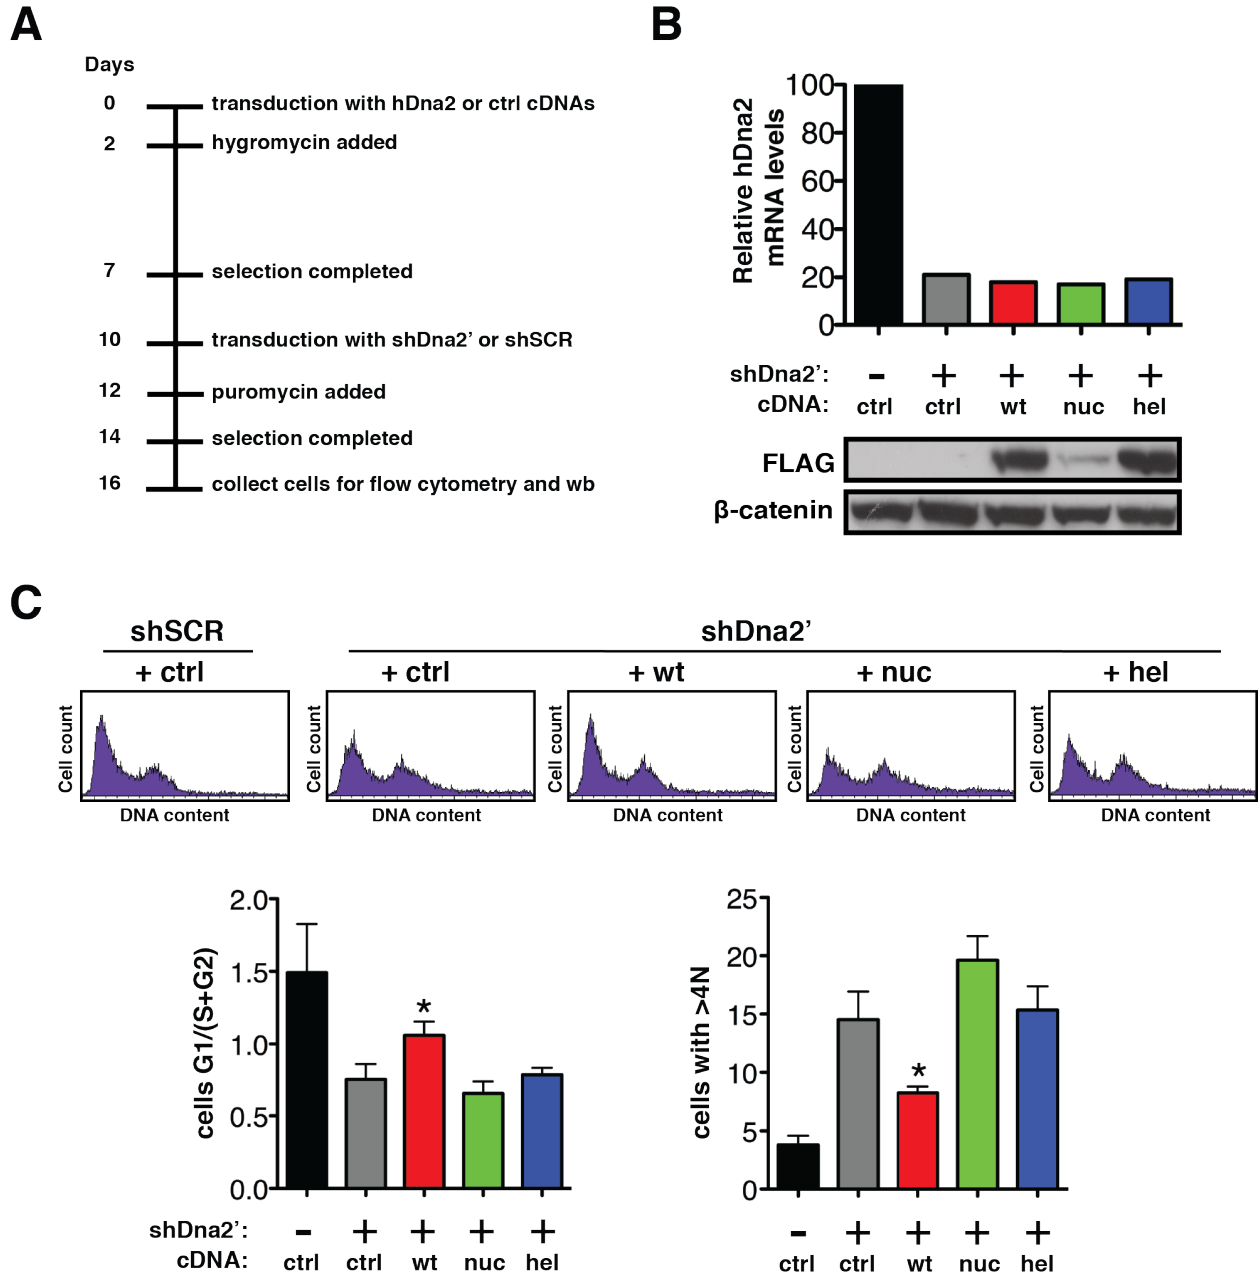 A
Days
0 transduction with hDna2 or ctrl cDNAs
2 hygromycin added
7 selection completed
10 transduction with shDna2’ or shSCR
12 puromycin added
14 selection completed
16 collect cells for flow cytometry and wb
B
Relative hDna2
mRNA levels
100
80
60
40
20
0
shDna2’: - + + + +
cDNA: ctrl ctrl wt nuc hel
FLAG
β-catenin
C
shSCR shDna2’
+ ctrl + ctrl + wt + nuc + hel
Cell count Cell count Cell count Cell count Cell count
DNA content DNA content DNA content DNA content DNA content
cells G1/(S+G2)
2.0
1.5
1.0
0.5
0.0
*
shDna2’: - + + + +
cDNA: ctrl ctrl wt nuc hel
cells with >4N
25
20
15
10
5
0
*
- + + + +
ctrl ctrl wt nuc hel